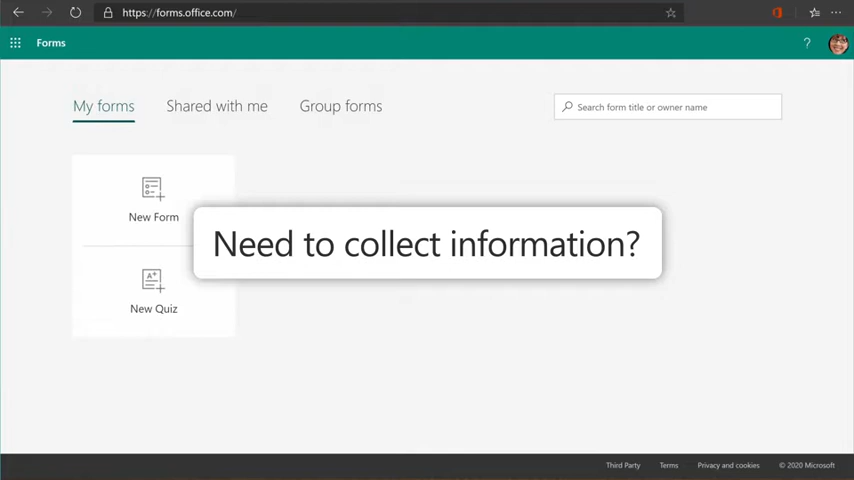 https://forms.office.com/
Forms
?
My forms
Shared with me
Group forms
Search form title or owner name
New Form
Need to collect information?
A+
New Quiz
Third Party
Terms
Privacy and cookies
© 2020 Microsoft